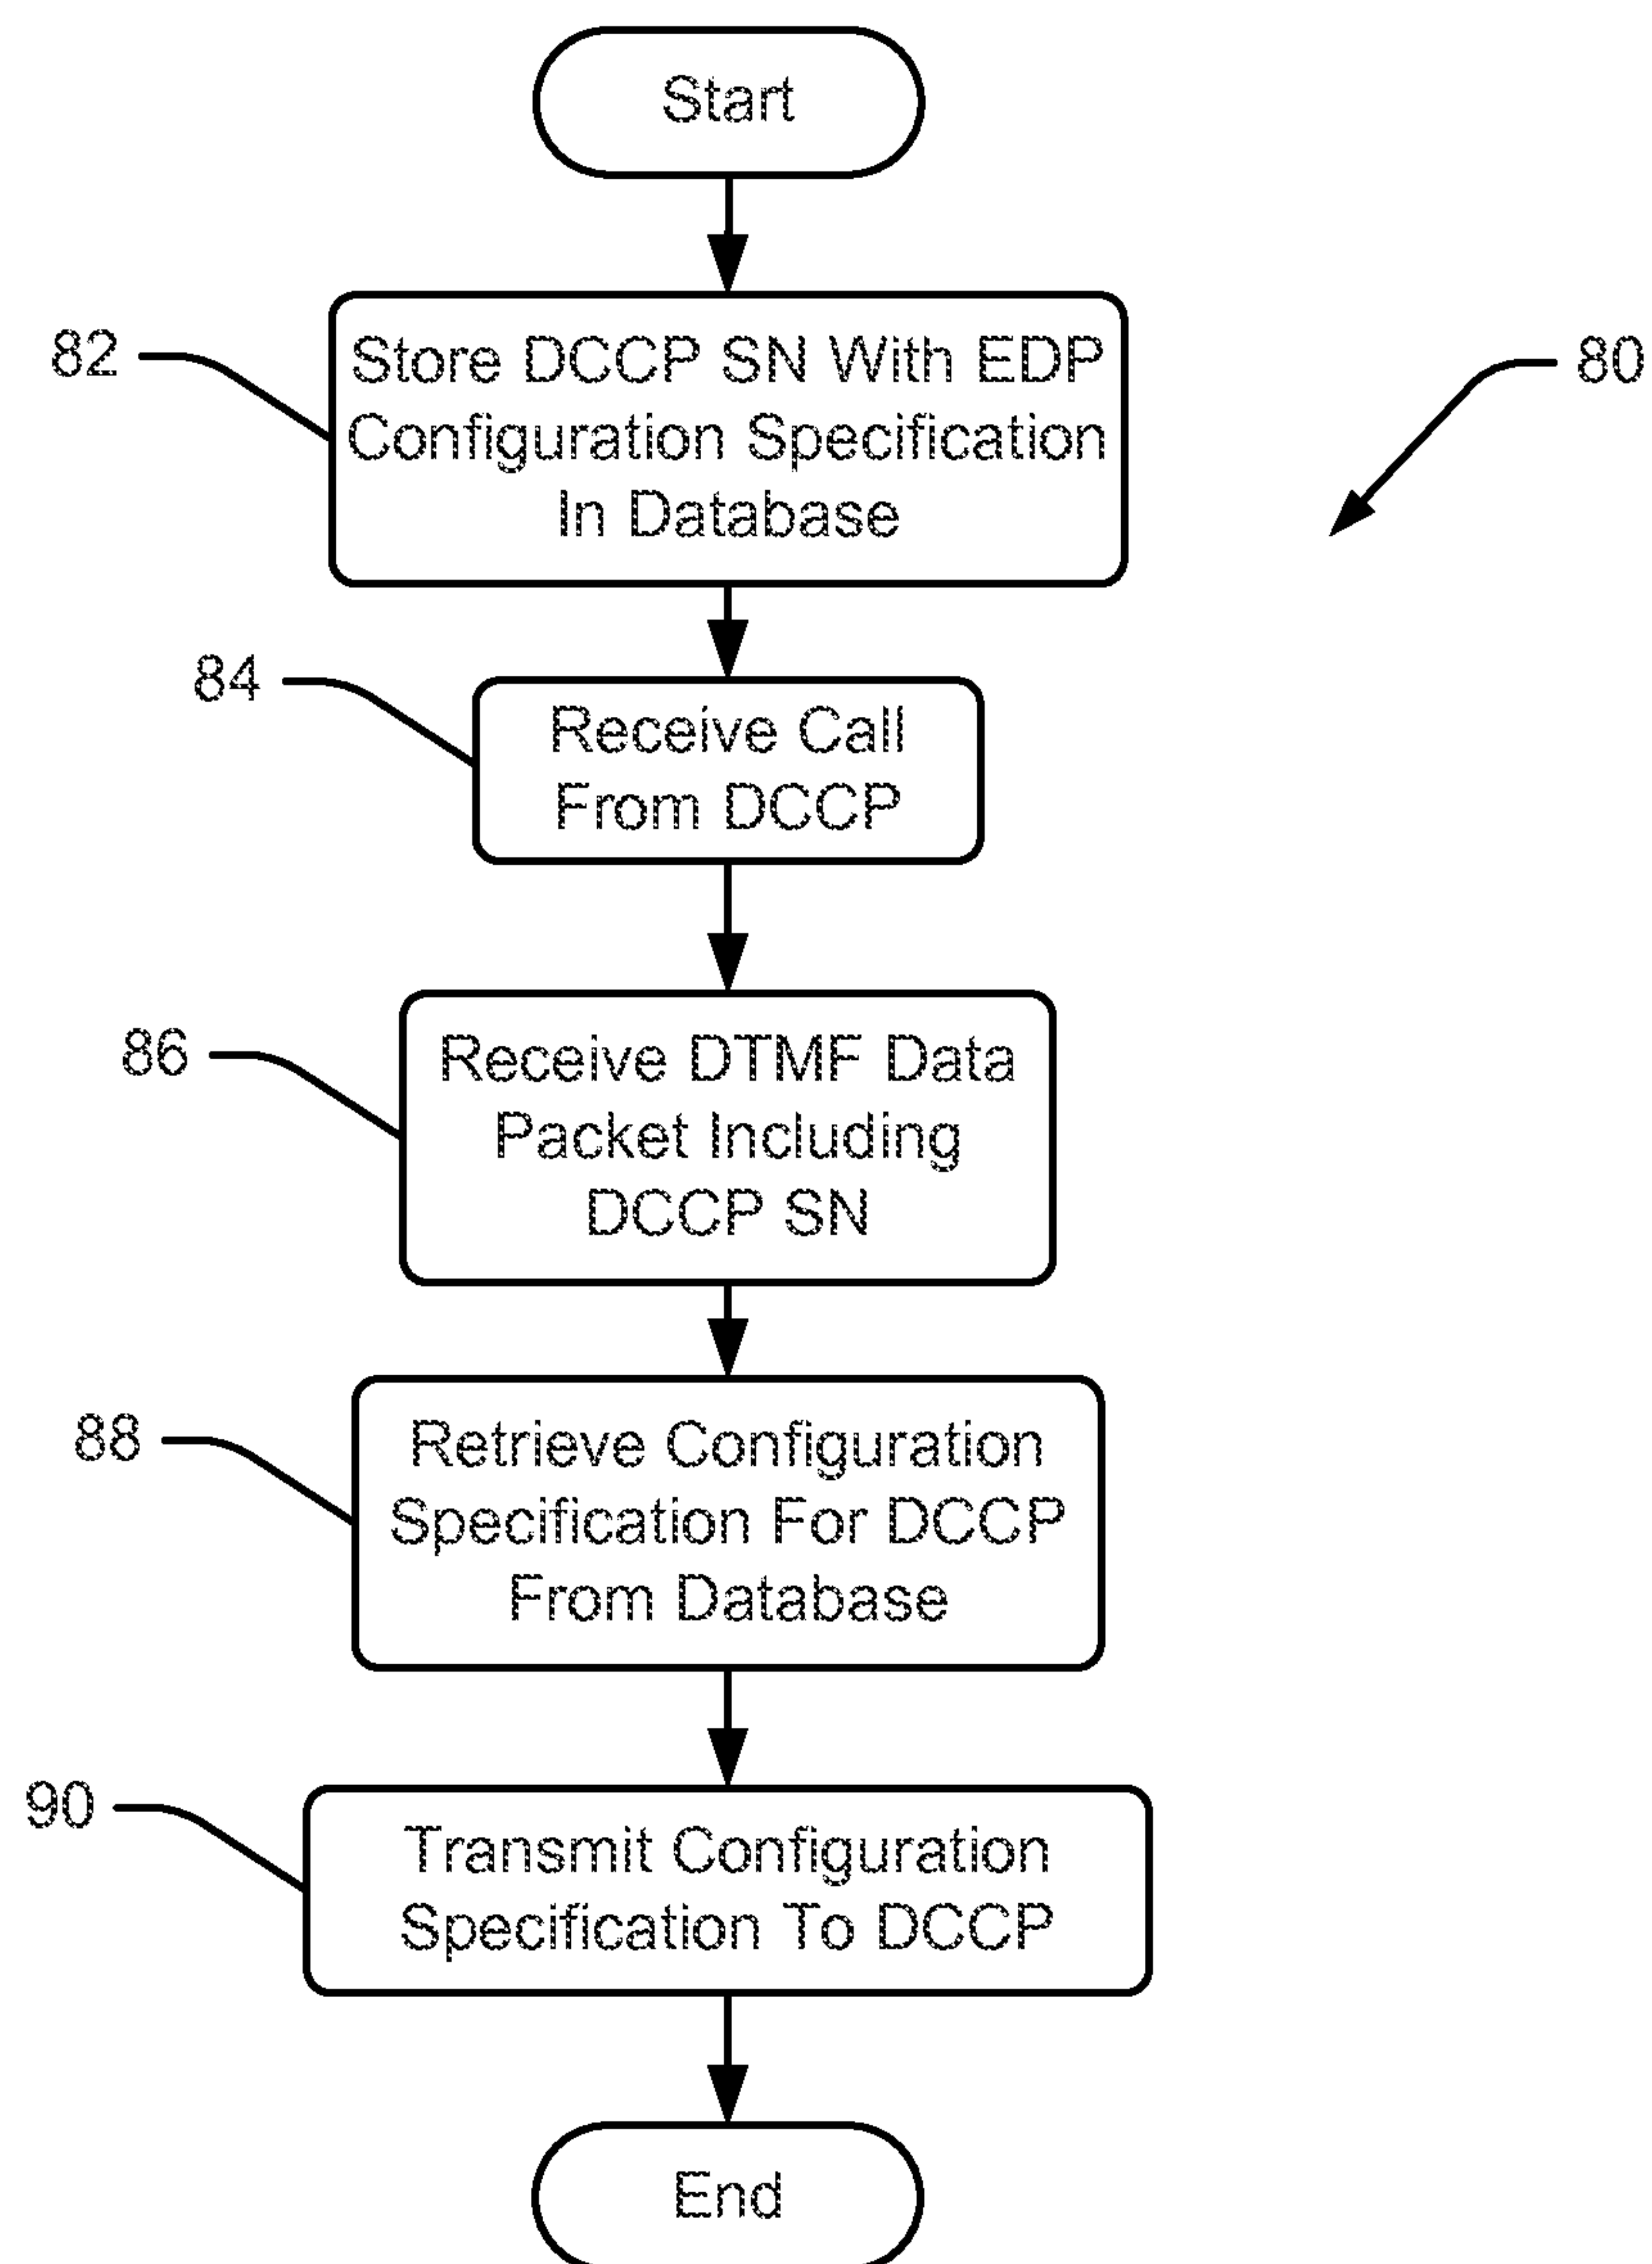 Start
82
Store DCCP SN With EDP
Configuration Specification
In Database
80
84
Receive Call
From DCCP
86
Receive DTMF Data
Packet Including
DCCP SN
88
Retrieve Configuration
Specification For DCCP
From Database
90
Transmit Configuration
Specification To DCCP
End